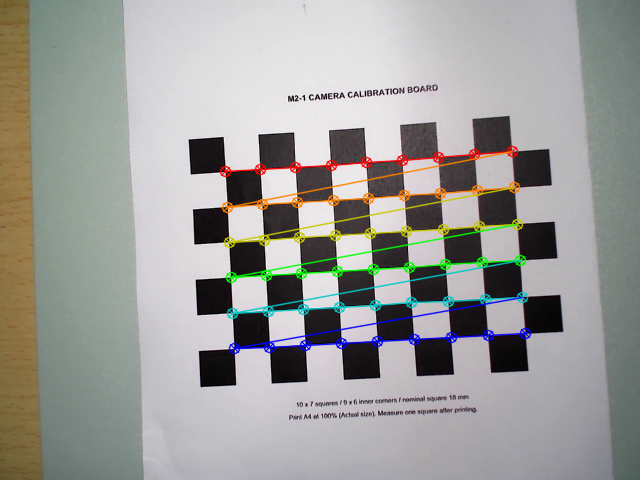 M2-1 CAMERA CALIBRATION BOARD
10 x 7 squares / 9 x 6 inner corners / nominal square 18 mm
Print A4 at 100% (Actual size). Measure one square after printing.